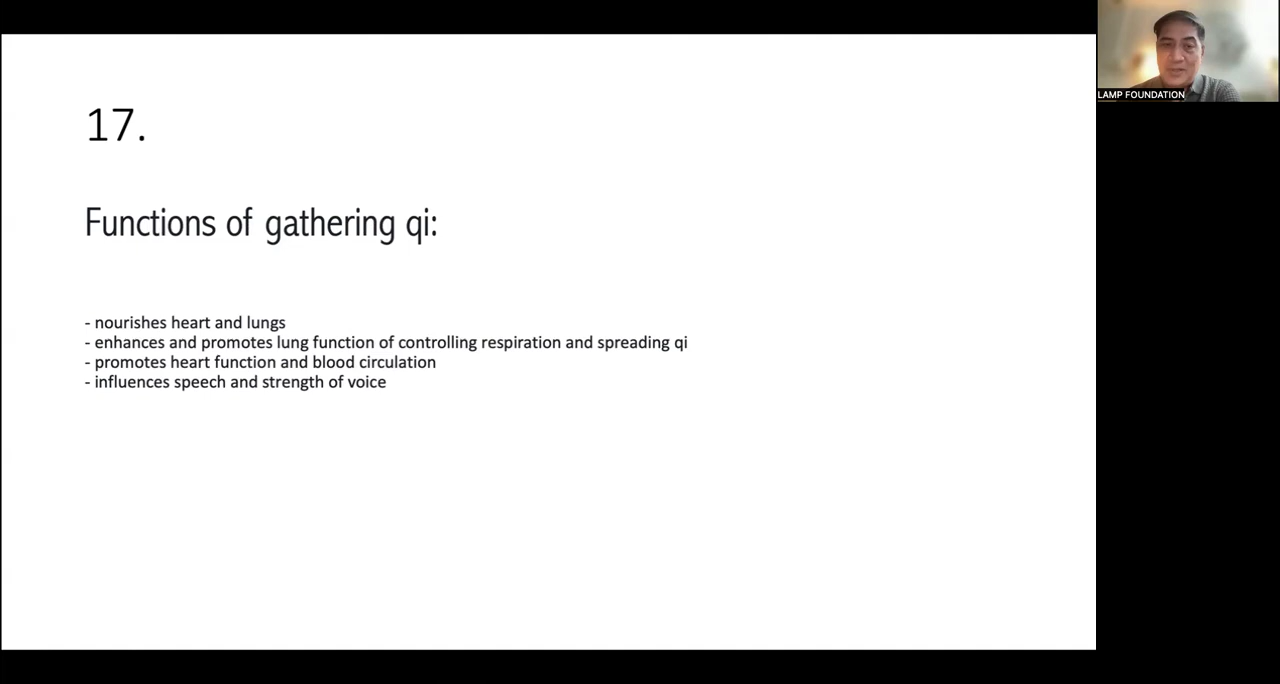 17.
Functions of gathering qi:
- nourishes heart and lungs
- enhances and promotes lung function of controlling respiration and spreading qi
- promotes heart function and blood circulation
- influences speech and strength of voice
LAMP FOUNDATION